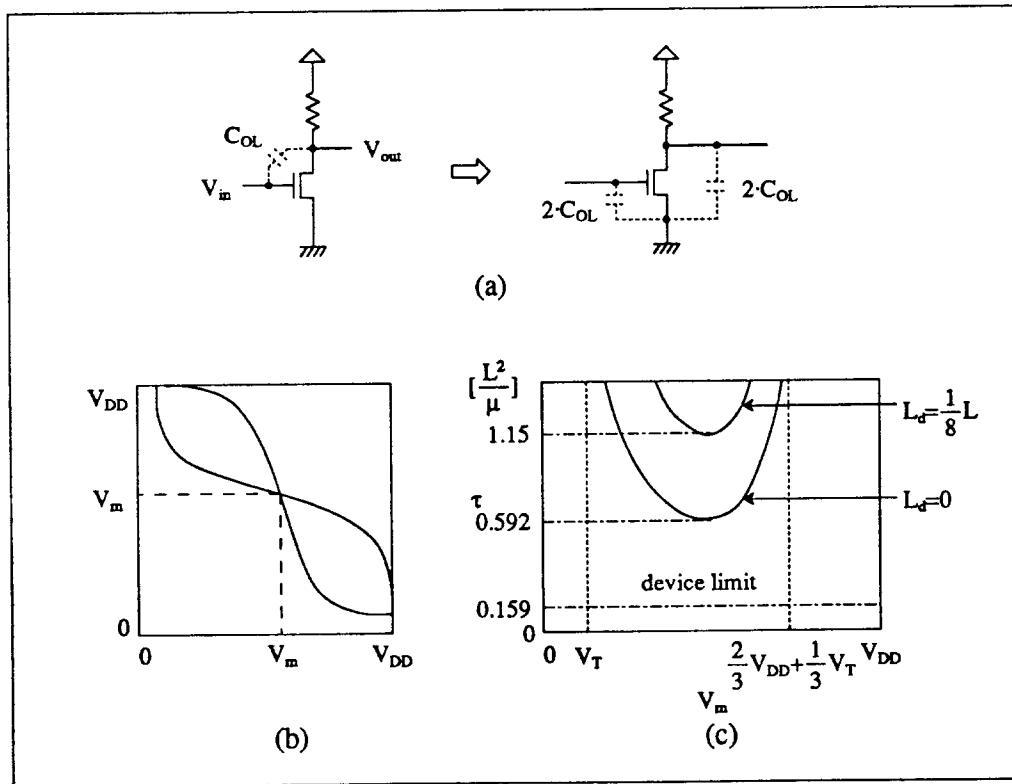 C_OL
V_out
V_in
2·C_OL
2·C_OL
(a)
V_DD
V_m
0
0
V_m
V_DD
(b)
[L²/μ]
1.15
τ
0.592
0.159
0
device limit
L_d=1/8 L
L_d=0
0
V_T
2/3 V_DD+1/3 V_T
V_DD
V_m
(c)